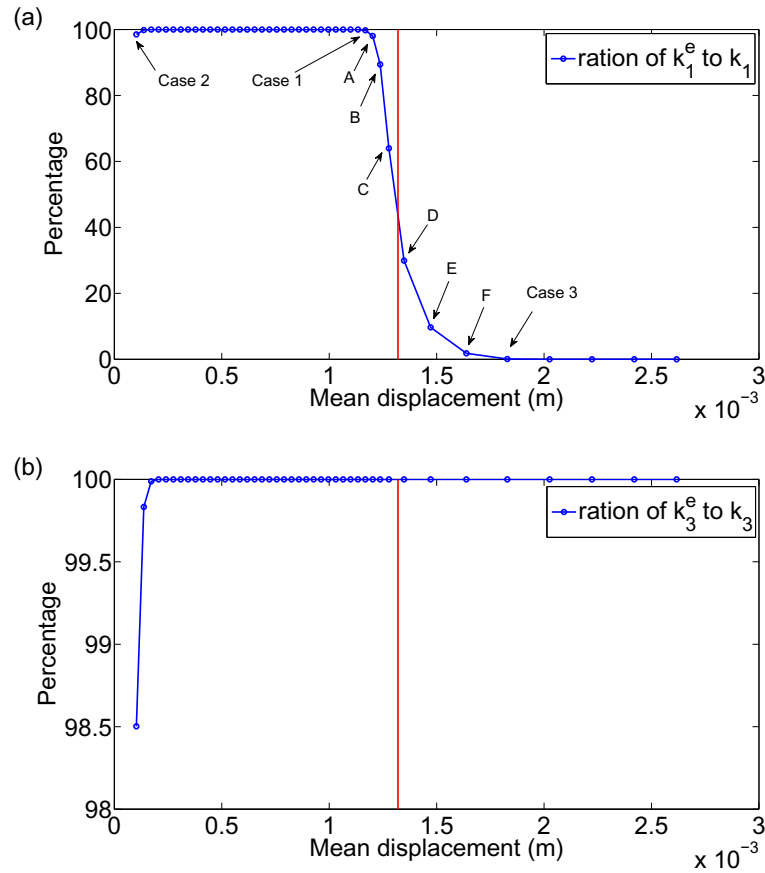 (a)
100
80
60
40
20
0
Percentage
ration of k₁ᵉ to k₁
Case 2
Case 1
A
B
C
D
E
F
Case 3
0
0.5
1
1.5
2
2.5
3
Mean displacement (m)
x 10⁻³
(b)
100
99.5
99
98.5
98
Percentage
ration of k₃ᵉ to k₃
0
0.5
1
1.5
2
2.5
3
Mean displacement (m)
x 10⁻³